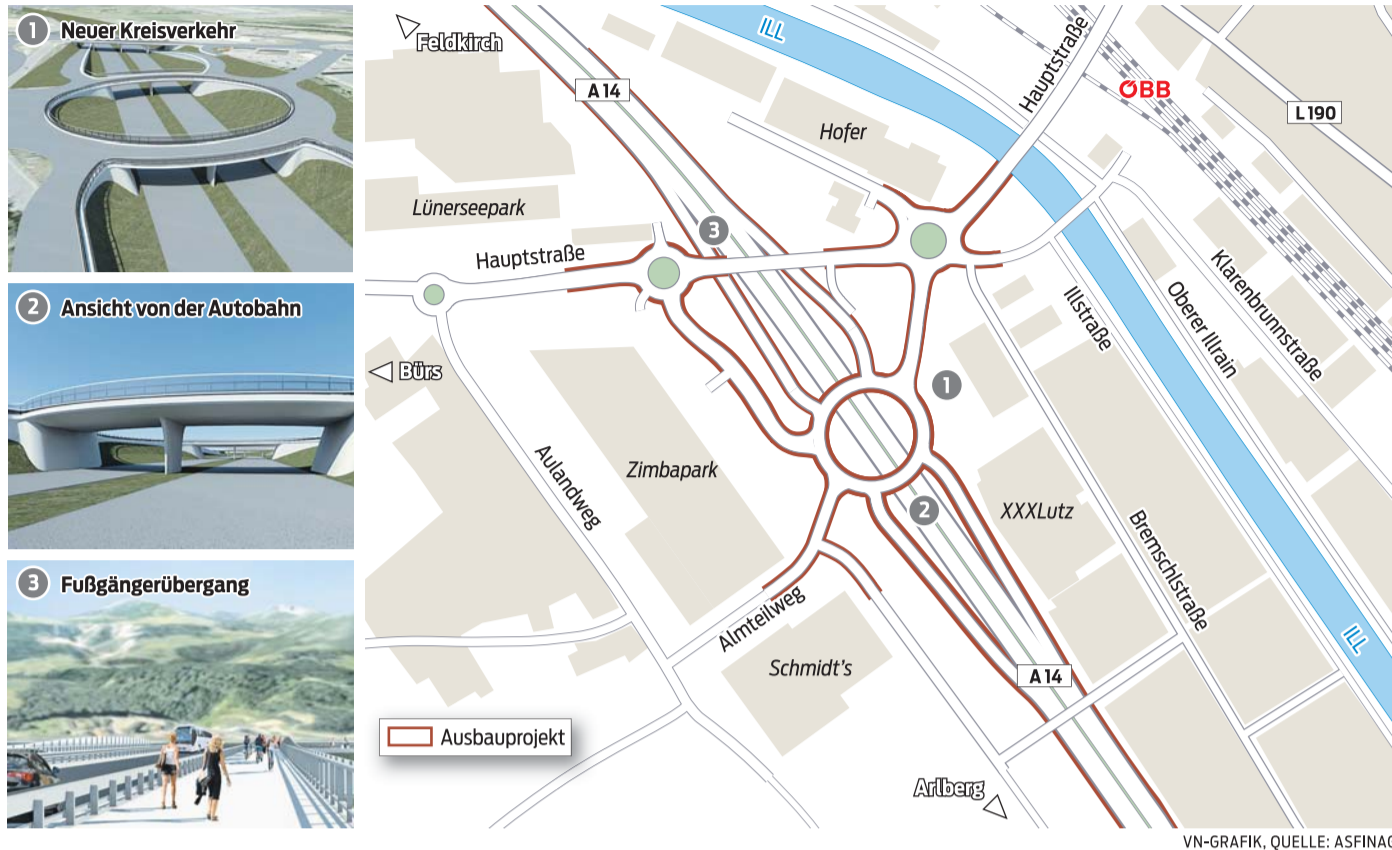 1 Neuer Kreisverkehr
2 Ansicht von der Autobahn
3 Fußgängerübergang
Feldkirch
A 14
ILL
Hauptstraße
ÖBB
L 190
Hofer
Lünerseepark
3
Hauptstraße
Klarenbrunnstraße
Oberer Illrain
Illstraße
Bürs
1
Aulandweg
Zimbapark
2
XXXLutz
Bremschlstraße
ILL
Almteilweg
Schmidt's
A 14
Ausbauprojekt
Arlberg
VN-GRAFIK, QUELLE: ASFINAG